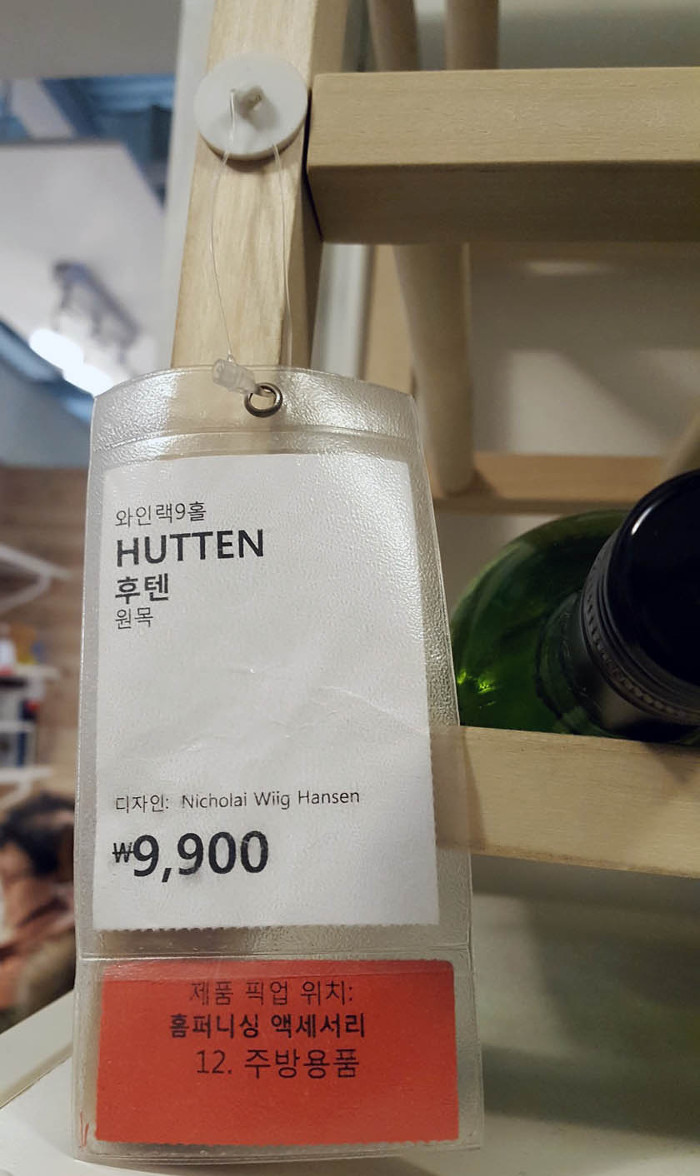 와인랙9홀
HUTTEN
후텐
원목
디자인: Nicholai Wiig Hansen
₩9,900
제품 픽업 위치:
홈퍼니싱 액세서리
12. 주방용품